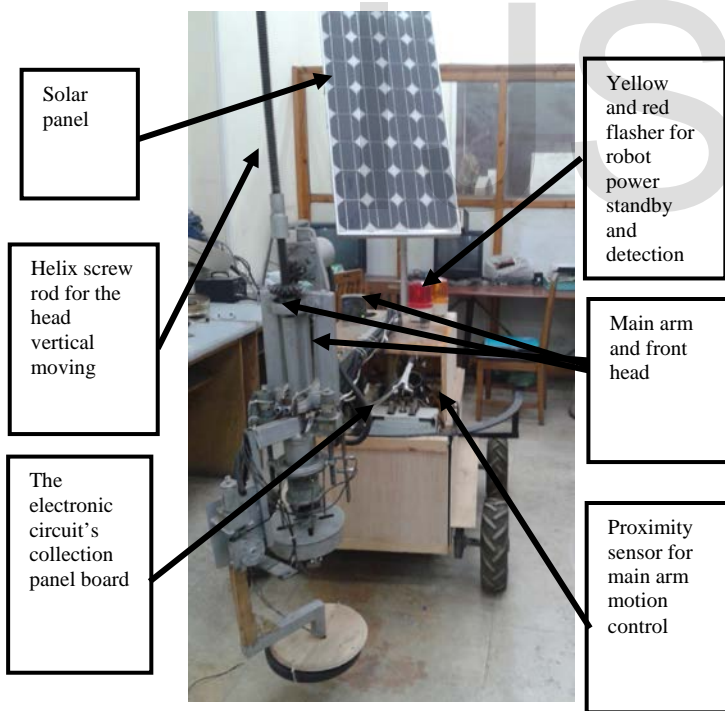 Solar
panel
Helix screw
rod for the
head
vertical
moving
The
electronic
circuit's
collection
panel board
Yellow
and red
flasher for
robot
power
standby
and
detection
Main arm
and front
head
Proximity
sensor for
main arm
motion
control